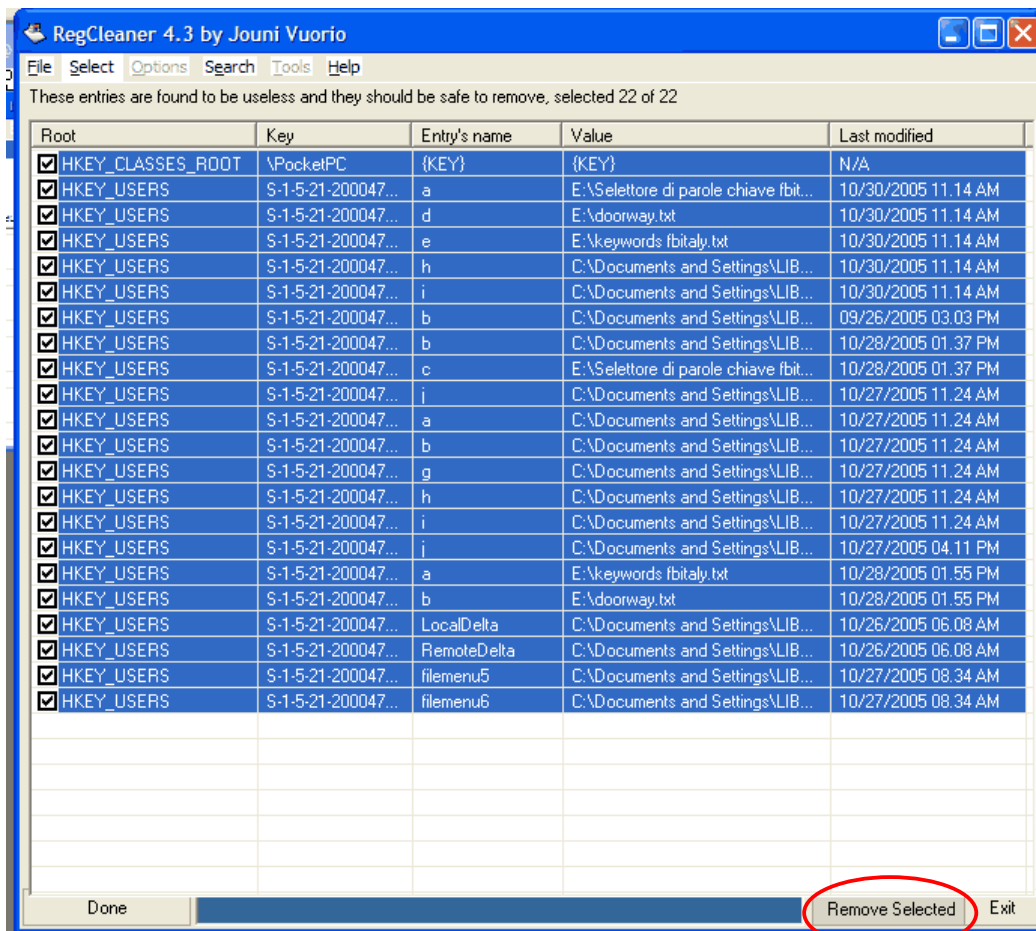 RegCleaner 4.3 by Jouni Vuorio
File Select Options Search Tools Help
These entries are found to be useless and they should be safe to remove, selected 22 of 22
Root Key Entry's name Value Last modified
HKEY_CLASSES_ROOT \PocketPC {KEY} {KEY} N/A
HKEY_USERS S-1-5-21-200047... a E:\Selettore di parole chiave fbit... 10/30/2005 11.14 AM
HKEY_USERS S-1-5-21-200047... d E:\doorway.txt 10/30/2005 11.14 AM
HKEY_USERS S-1-5-21-200047... e E:\keywords fbitaly.txt 10/30/2005 11.14 AM
HKEY_USERS S-1-5-21-200047... h C:\Documents and Settings\LIB... 10/30/2005 11.14 AM
HKEY_USERS S-1-5-21-200047... i C:\Documents and Settings\LIB... 10/30/2005 11.14 AM
HKEY_USERS S-1-5-21-200047... b C:\Documents and Settings\LIB... 09/26/2005 03.03 PM
HKEY_USERS S-1-5-21-200047... b C:\Documents and Settings\LIB... 10/28/2005 01.37 PM
HKEY_USERS S-1-5-21-200047... c E:\Selettore di parole chiave fbit... 10/28/2005 01.37 PM
HKEY_USERS S-1-5-21-200047... j C:\Documents and Settings\LIB... 10/27/2005 11.24 AM
HKEY_USERS S-1-5-21-200047... a C:\Documents and Settings\LIB... 10/27/2005 11.24 AM
HKEY_USERS S-1-5-21-200047... b C:\Documents and Settings\LIB... 10/27/2005 11.24 AM
HKEY_USERS S-1-5-21-200047... g C:\Documents and Settings\LIB... 10/27/2005 11.24 AM
HKEY_USERS S-1-5-21-200047... h C:\Documents and Settings\LIB... 10/27/2005 11.24 AM
HKEY_USERS S-1-5-21-200047... i C:\Documents and Settings\LIB... 10/27/2005 11.24 AM
HKEY_USERS S-1-5-21-200047... j C:\Documents and Settings\LIB... 10/27/2005 04.11 PM
HKEY_USERS S-1-5-21-200047... a E:\keywords fbitaly.txt 10/28/2005 01.55 PM
HKEY_USERS S-1-5-21-200047... b E:\doorway.txt 10/28/2005 01.55 PM
HKEY_USERS S-1-5-21-200047... LocalDelta C:\Documents and Settings\LIB... 10/26/2005 06.08 AM
HKEY_USERS S-1-5-21-200047... RemoteDelta C:\Documents and Settings\LIB... 10/26/2005 06.08 AM
HKEY_USERS S-1-5-21-200047... filemenu5 C:\Documents and Settings\LIB... 10/27/2005 08.34 AM
HKEY_USERS S-1-5-21-200047... filemenu6 C:\Documents and Settings\LIB... 10/27/2005 08.34 AM
Done Remove Selected Exit